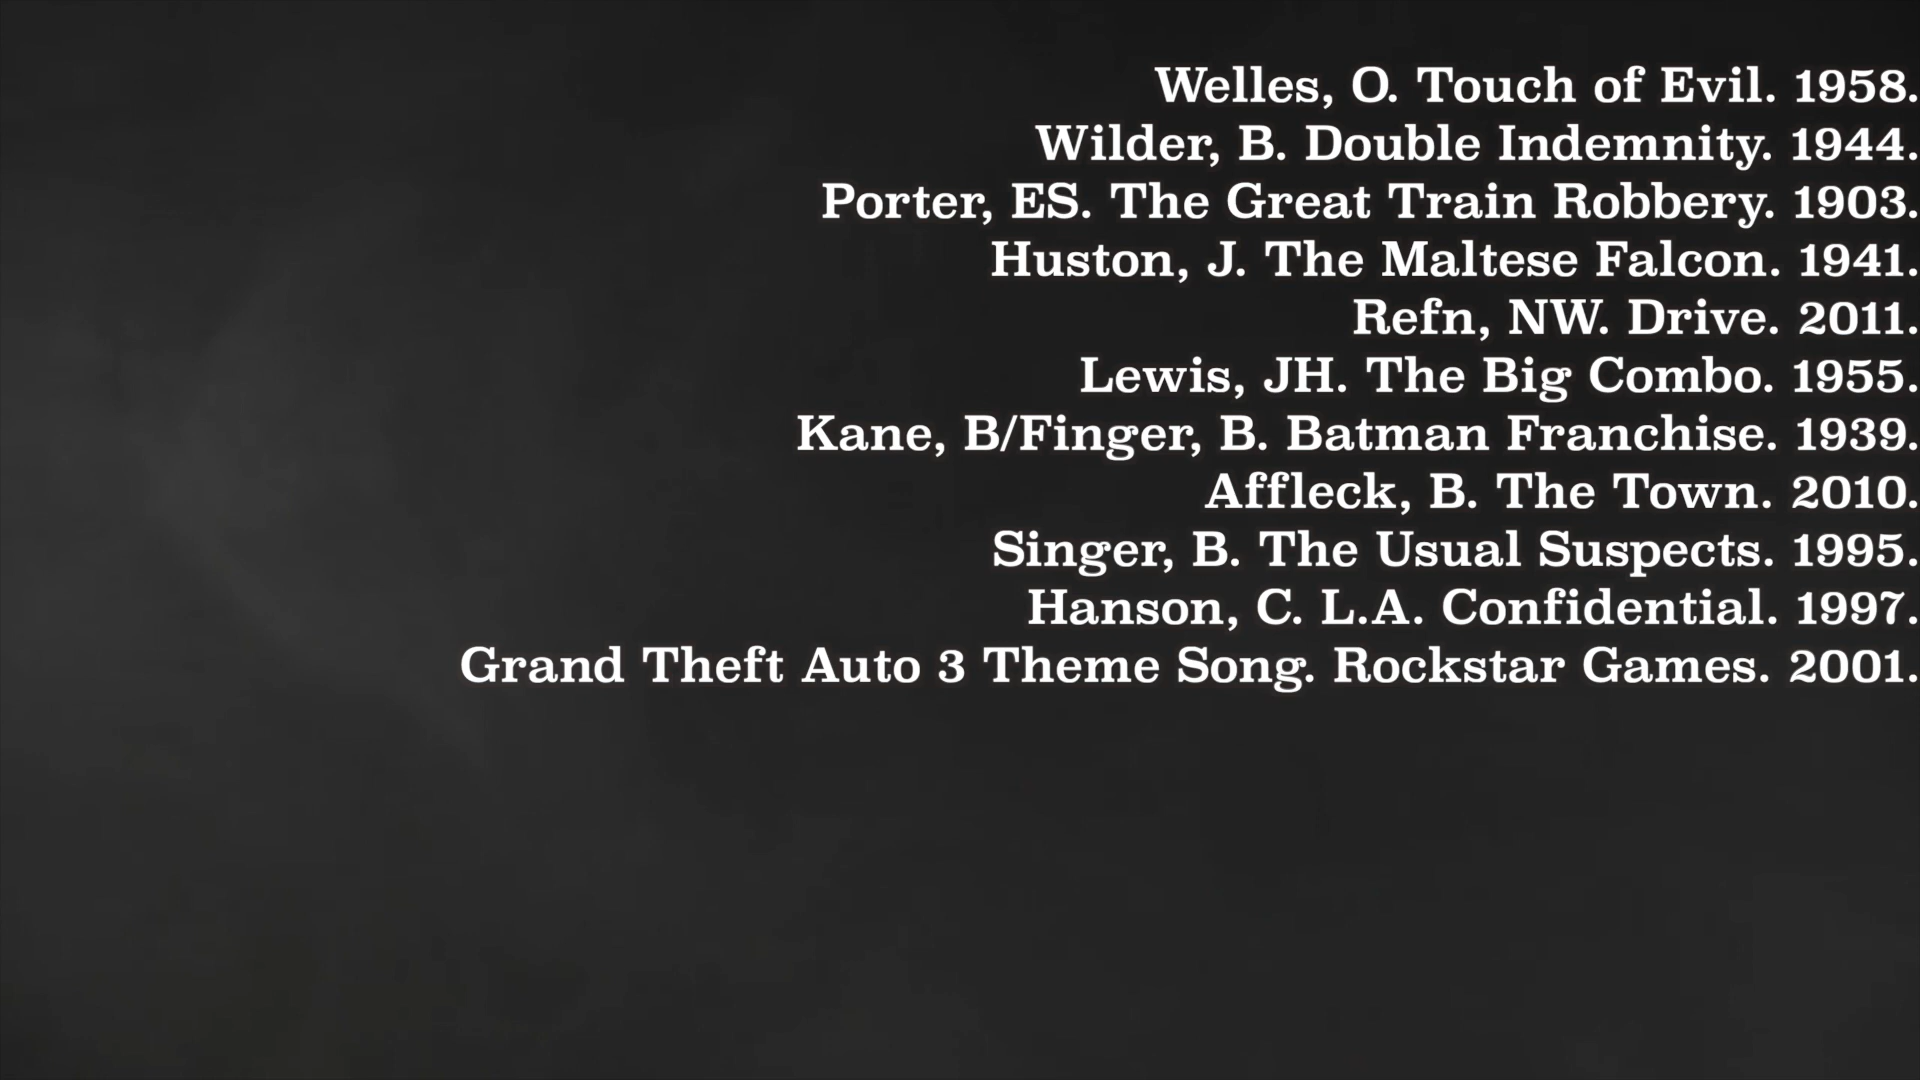 Welles, O. Touch of Evil. 1958.
Wilder, B. Double Indemnity. 1944.
Porter, ES. The Great Train Robbery. 1903.
Huston, J. The Maltese Falcon. 1941.
Refn, NW. Drive. 2011.
Lewis, JH. The Big Combo. 1955.
Kane, B/Finger, B. Batman Franchise. 1939.
Affleck, B. The Town. 2010.
Singer, B. The Usual Suspects. 1995.
Hanson, C. L.A. Confidential. 1997.
Grand Theft Auto 3 Theme Song. Rockstar Games. 2001.